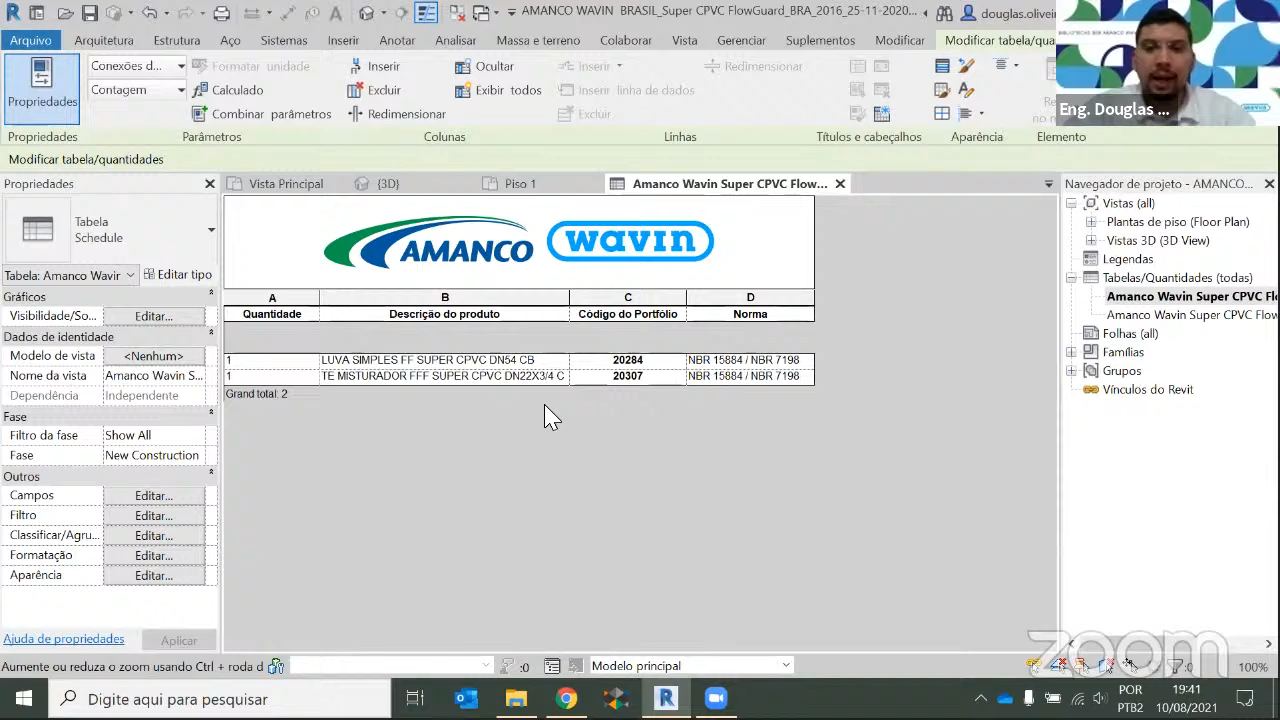 AMANCO WAVIN BRASIL_Super CPVC FlowGuard_BRA_2016_25-11-2020...
douglas.oliveir
Arquivo
Arquitetura
Estrutura
Aço
Sistemas
Analisar
Colaborar
Vista
Gerenciar
Modificar
Modificar tabela/qua
Propriedades
Conexões d...
Contagem
Formatar unidade
Calculado
Combinar parâmetros
Inserir
Excluir
Redimensionar
Ocultar
Exibir todos
Inserir
Inserir linha de dados
Excluir
Redimensionar
Eng. Douglas ...
Propriedades
Parâmetros
Colunas
Linhas
Títulos e cabeçalhos
Aparência
Elemento
Modificar tabela/quantidades
Propriedades
Vista Principal
{3D}
Piso 1
Amanco Wavin Super CPVC Flow...
Navegador de projeto - AMANCO...
Tabela
Schedule
Tabela: Amanco Wavir
Editar tipo
Gráficos
Visibilidade/So...
Editar...
Dados de identidade
Modelo de vista
<Nenhum>
Nome da vista
Amanco Wavin S
Dependência
Independente
Fase
Filtro da fase
Show All
Fase
New Construction
Outros
Campos
Editar...
Filtro
Editar...
Classificar/Agru...
Editar...
Formatação
Editar...
Aparência
Editar...
Ajuda de propriedades
Aplicar
AMANCO wavin
A B C D
Quantidade Descrição do produto Código do Portfólio Norma
1 LUVA SIMPLES FF SUPER CPVC DN54 CB 20284 NBR 15884 / NBR 7198
1 TE MISTURADOR FFF SUPER CPVC DN22X3/4 C 20307 NBR 15884 / NBR 7198
Grand total: 2
Vistas (all)
Plantas de piso (Floor Plan)
Vistas 3D (3D View)
Legendas
Tabelas/Quantidades (todas)
Amanco Wavin Super CPVC Fl
Amanco Wavin Super CPVC Flow
Folhas (all)
Famílias
Grupos
Vínculos do Revit
zoom
Aumente ou reduza o zoom usando Ctrl + roda d
:0
Modelo principal
:0
100%
Digite aqui para pesquisar
POR
PTB2
19:41
10/08/2021